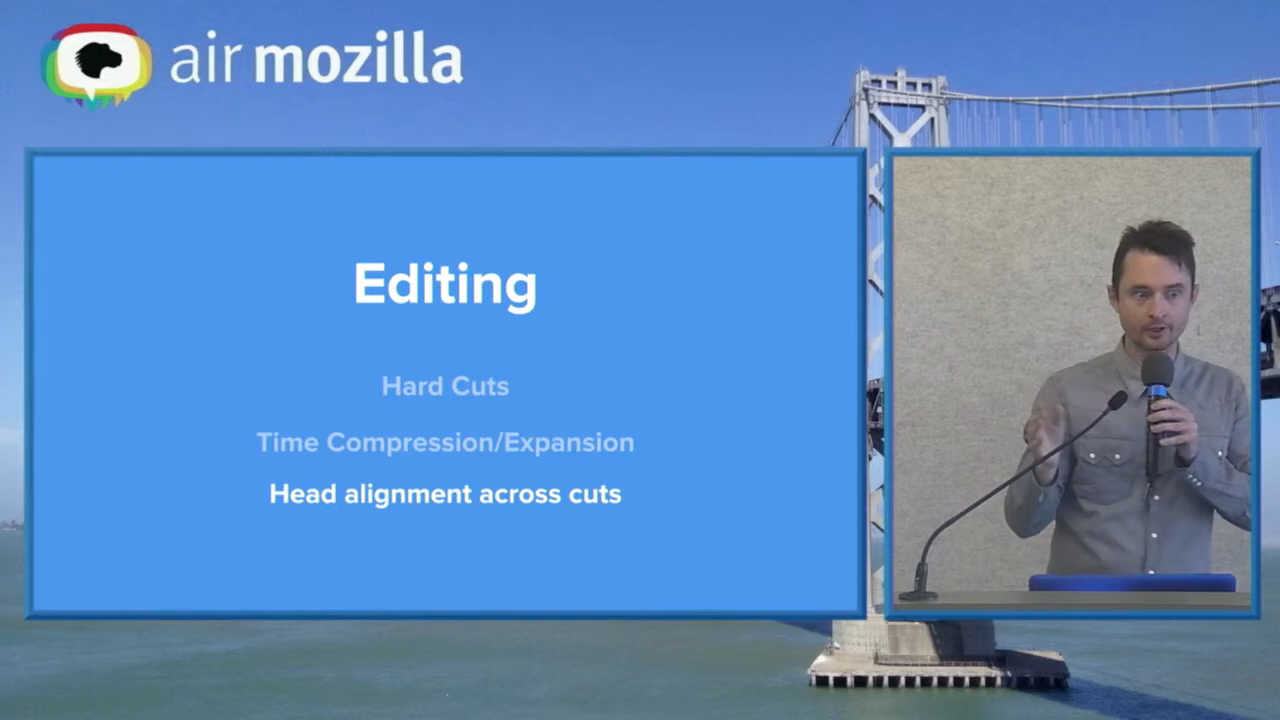 air mozilla
Editing
Hard Cuts
Time Compression/Expansion
Head alignment across cuts